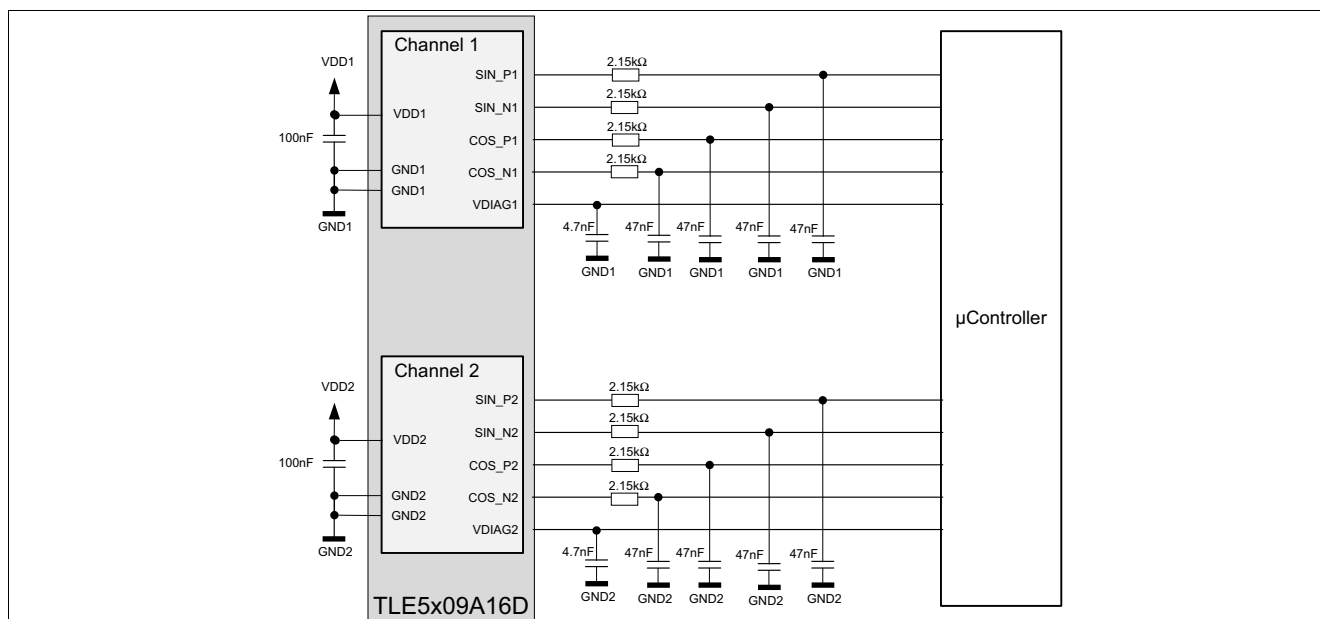 Channel 1
VDD1
2.15kΩ
SIN_P1
2.15kΩ
SIN_N1
VDD1
2.15kΩ
100nF
COS_P1
2.15kΩ
GND1
COS_N1
GND1
VDIAG1
GND1
4.7nF 47nF 47nF 47nF 47nF
GND1 GND1 GND1 GND1 GND1
µController
Channel 2
VDD2
2.15kΩ
SIN_P2
2.15kΩ
SIN_N2
VDD2
2.15kΩ
100nF
COS_P2
2.15kΩ
GND2
COS_N2
GND2
VDIAG2
GND2
4.7nF 47nF 47nF 47nF 47nF
GND2 GND2 GND2 GND2 GND2
TLE5x09A16D